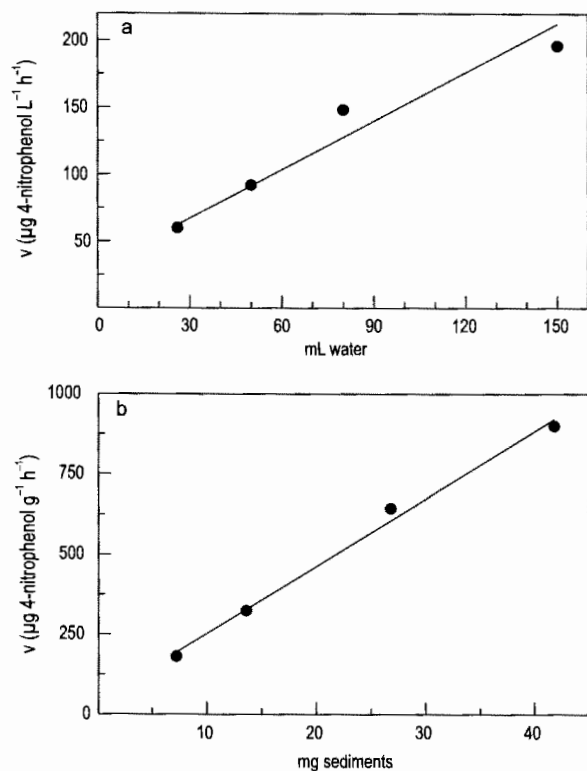 a
v (µg 4-nitrophenol L⁻¹ h⁻¹)
200
150
100
50
0 30 60 90 120 150
mL water
b
v (µg 4-nitrophenol g⁻¹ h⁻¹)
1000
750
500
250
0
10 20 30 40
mg sediments